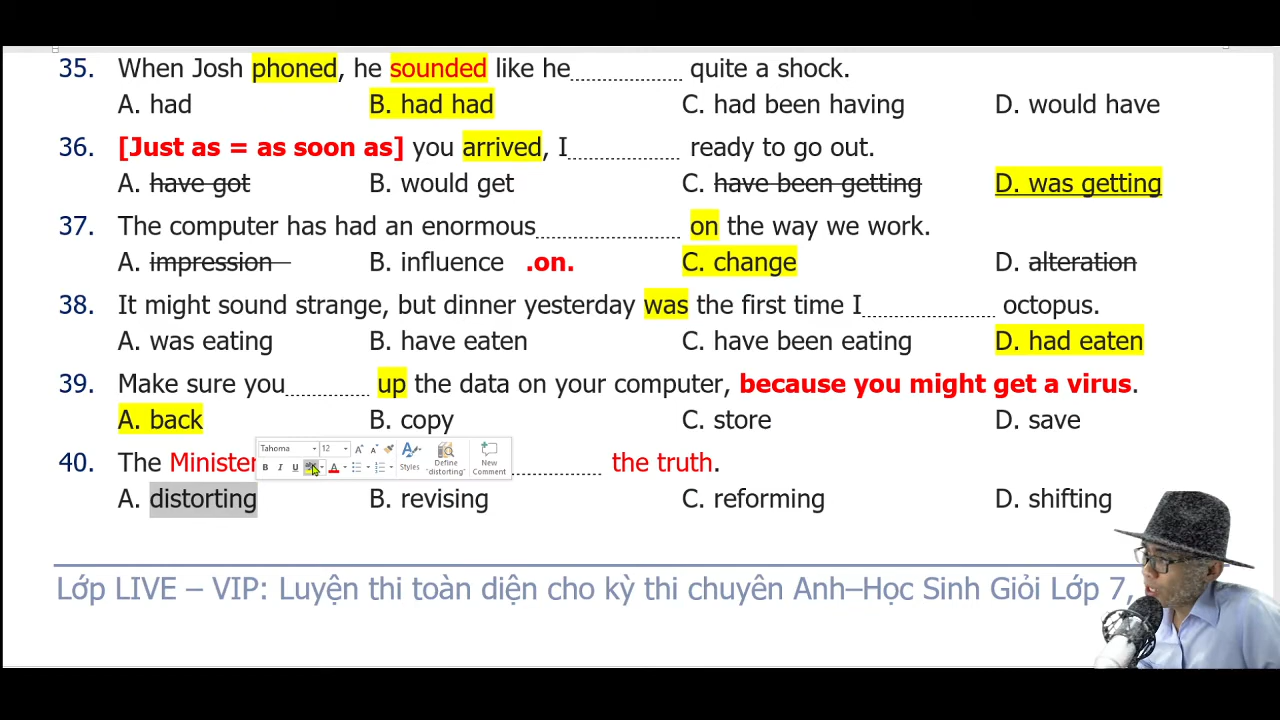 35. When Josh phoned, he sounded like he____________ quite a shock.
A. had B. had had C. had been having D. would have
36. [Just as = as soon as] you arrived, I____________ ready to go out.
A. have got B. would get C. have been getting D. was getting
37. The computer has had an enormous_______________ on the way we work.
A. impression B. influence .on. C. change D. alteration
38. It might sound strange, but dinner yesterday was the first time I______________ octopus.
A. was eating B. have eaten C. have been eating D. had eaten
39. Make sure you_________ up the data on your computer, because you might get a virus.
A. back B. copy C. store D. save
Tahoma 12
B I U A Styles Define "distorting" New Comment
40. The Minister __________ the truth.
A. distorting B. revising C. reforming D. shifting
Lớp LIVE – VIP: Luyện thi toàn diện cho kỳ thi chuyên Anh–Học Sinh Giỏi Lớp 7,